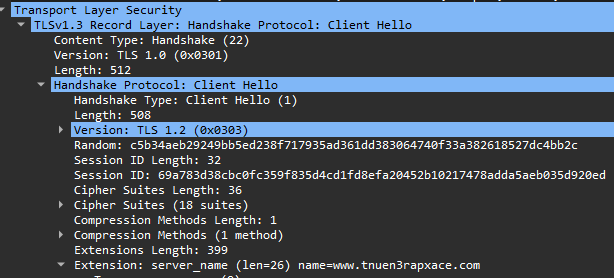 Transport Layer Security
TLSv1.3 Record Layer: Handshake Protocol: Client Hello
Content Type: Handshake (22)
Version: TLS 1.0 (0x0301)
Length: 512
Handshake Protocol: Client Hello
Handshake Type: Client Hello (1)
Length: 508
Version: TLS 1.2 (0x0303)
Random: c5b34aeb29249bb5ed238f717935ad361dd383064740f33a382618527dc4bb2c
Session ID Length: 32
Session ID: 69a783d38cbc0fc359f835d4cd1fd8efa20452b10217478adda5aeb035d920ed
Cipher Suites Length: 36
Cipher Suites (18 suites)
Compression Methods Length: 1
Compression Methods (1 method)
Extensions Length: 399
Extension: server_name (len=26) name=www.tnuen3rapxace.com